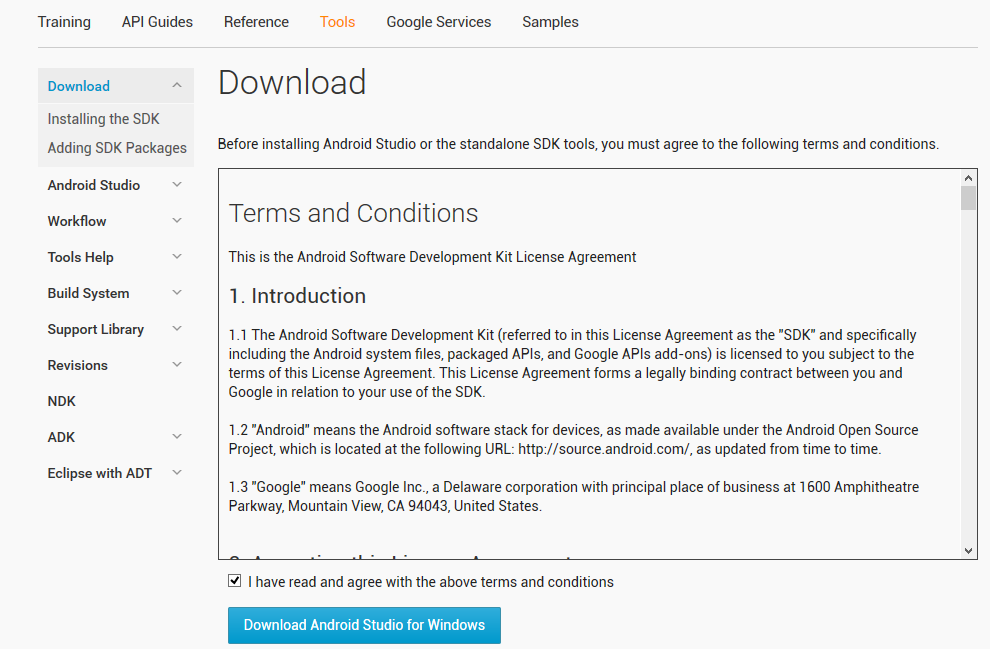 Training API Guides Reference Tools Google Services Samples
Download
Installing the SDK
Adding SDK Packages
Android Studio
Workflow
Tools Help
Build System
Support Library
Revisions
NDK
ADK
Eclipse with ADT
Download
Before installing Android Studio or the standalone SDK tools, you must agree to the following terms and conditions.
Terms and Conditions
This is the Android Software Development Kit License Agreement
1. Introduction
1.1 The Android Software Development Kit (referred to in this License Agreement as the "SDK" and specifically
including the Android system files, packaged APIs, and Google APIs add-ons) is licensed to you subject to the
terms of this License Agreement. This License Agreement forms a legally binding contract between you and
Google in relation to your use of the SDK.
1.2 "Android" means the Android software stack for devices, as made available under the Android Open Source
Project, which is located at the following URL: http://source.android.com/, as updated from time to time.
1.3 "Google" means Google Inc., a Delaware corporation with principal place of business at 1600 Amphitheatre
Parkway, Mountain View, CA 94043, United States.
I have read and agree with the above terms and conditions
Download Android Studio for Windows